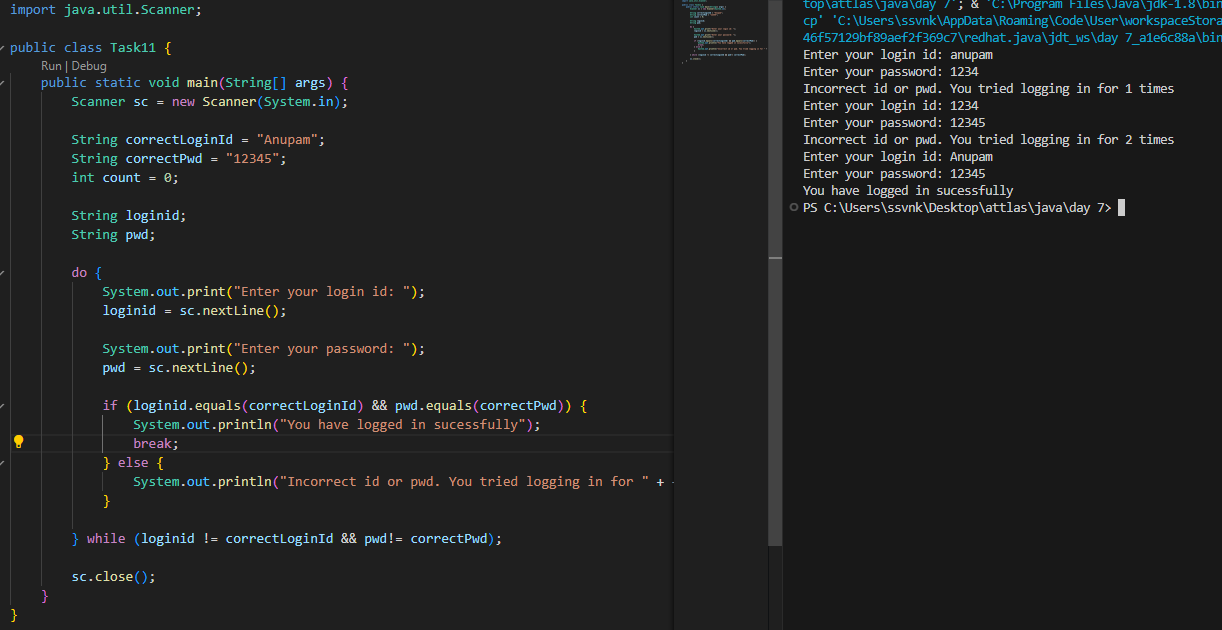 import java.util.Scanner;
public class Task11 {
Run | Debug
public static void main(String[] args) {
Scanner sc = new Scanner(System.in);
String correctLoginId = "Anupam";
String correctPwd = "12345";
int count = 0;
String loginid;
String pwd;
do {
System.out.print("Enter your login id: ");
loginid = sc.nextLine();
System.out.print("Enter your password: ");
pwd = sc.nextLine();
if (loginid.equals(correctLoginId) && pwd.equals(correctPwd)) {
System.out.println("You have logged in sucessfully");
break;
} else {
System.out.println("Incorrect id or pwd. You tried logging in for " +
}
} while (loginid != correctLoginId && pwd!= correctPwd);
sc.close();
}
}
top\attlas\java\day 7'; & 'C:\Program Files\Java\jdk-1.8\bin
cp' 'C:\Users\ssvnk\AppData\Roaming\Code\User\workspaceStora
46f57129bf89aef2f369c7\redhat.java\jdt_ws\day 7_a1e6c88a\bin
Enter your login id: anupam
Enter your password: 1234
Incorrect id or pwd. You tried logging in for 1 times
Enter your login id: 1234
Enter your password: 12345
Incorrect id or pwd. You tried logging in for 2 times
Enter your login id: Anupam
Enter your password: 12345
You have logged in sucessfully
PS C:\Users\ssvnk\Desktop\attlas\java\day 7>